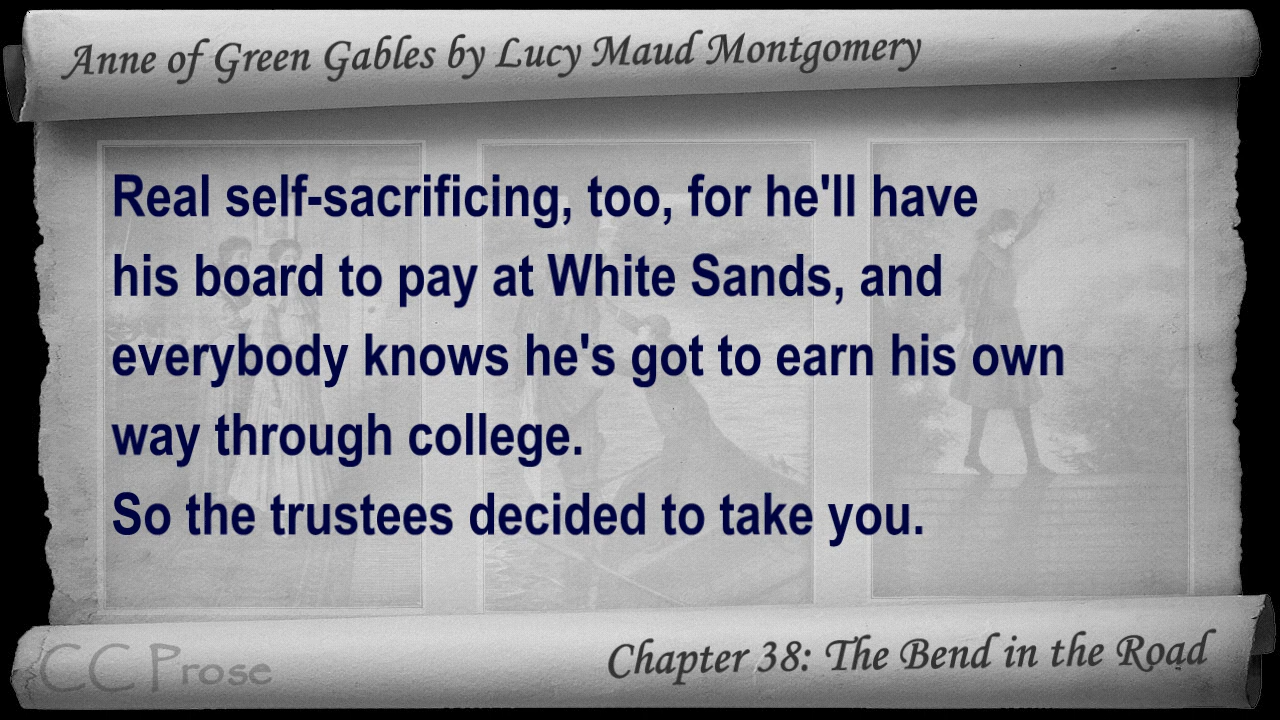 Anne of Green Gables by Lucy Maud Montgomery
Real self-sacrificing, too, for he'll have
his board to pay at White Sands, and
everybody knows he's got to earn his own
way through college.
So the trustees decided to take you.
CC Prose
Chapter 38: The Bend in the Road